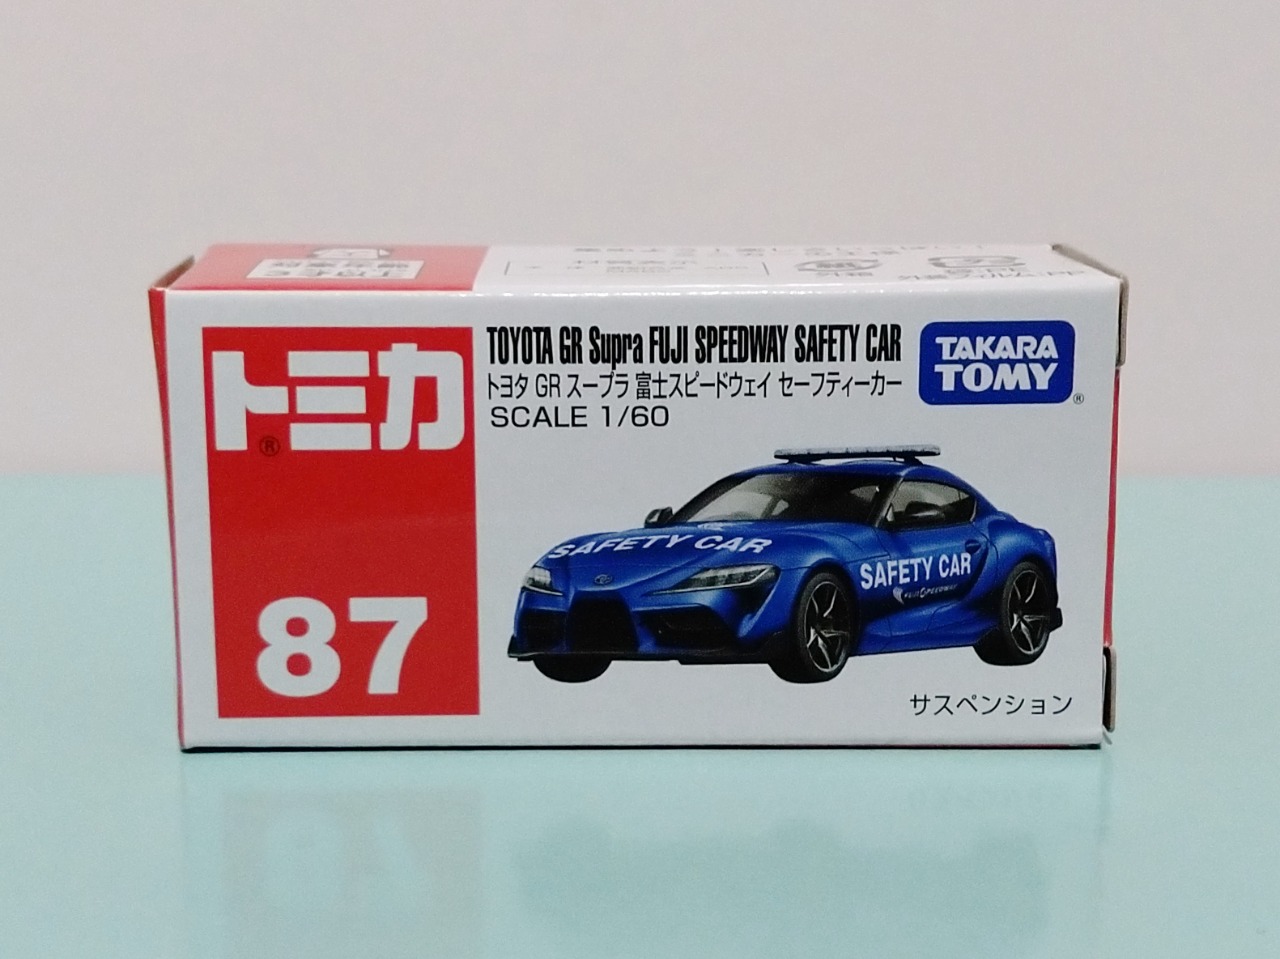 トミカ
®
87
TOYOTA GR Supra FUJI SPEEDWAY SAFETY CAR
トヨタ GR スープラ 富士スピードウェイ セーフティーカー
SCALE 1/60
TAKARA
TOMY
®
SAFETY CAR
SAFETY CAR
FUJI SPEEDWAY
サスペンション